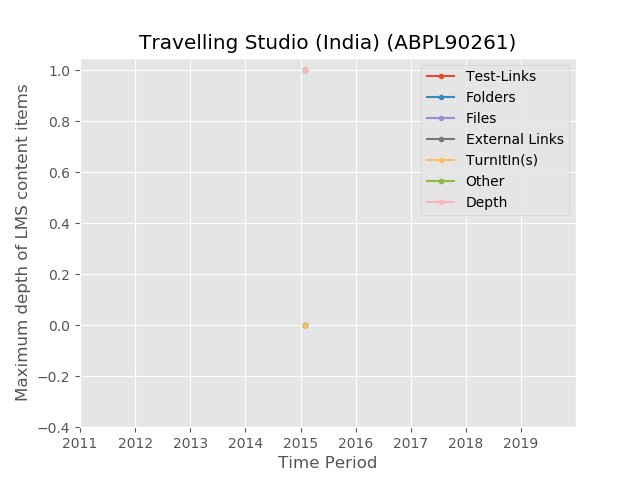 Travelling Studio (India) (ABPL90261)
Maximum depth of LMS content items
1.0
0.8
0.6
0.4
0.2
0.0
−0.2
−0.4
Test-Links
Folders
Files
External Links
TurnItIn(s)
Other
Depth
2011 2012 2013 2014 2015 2016 2017 2018 2019
Time Period